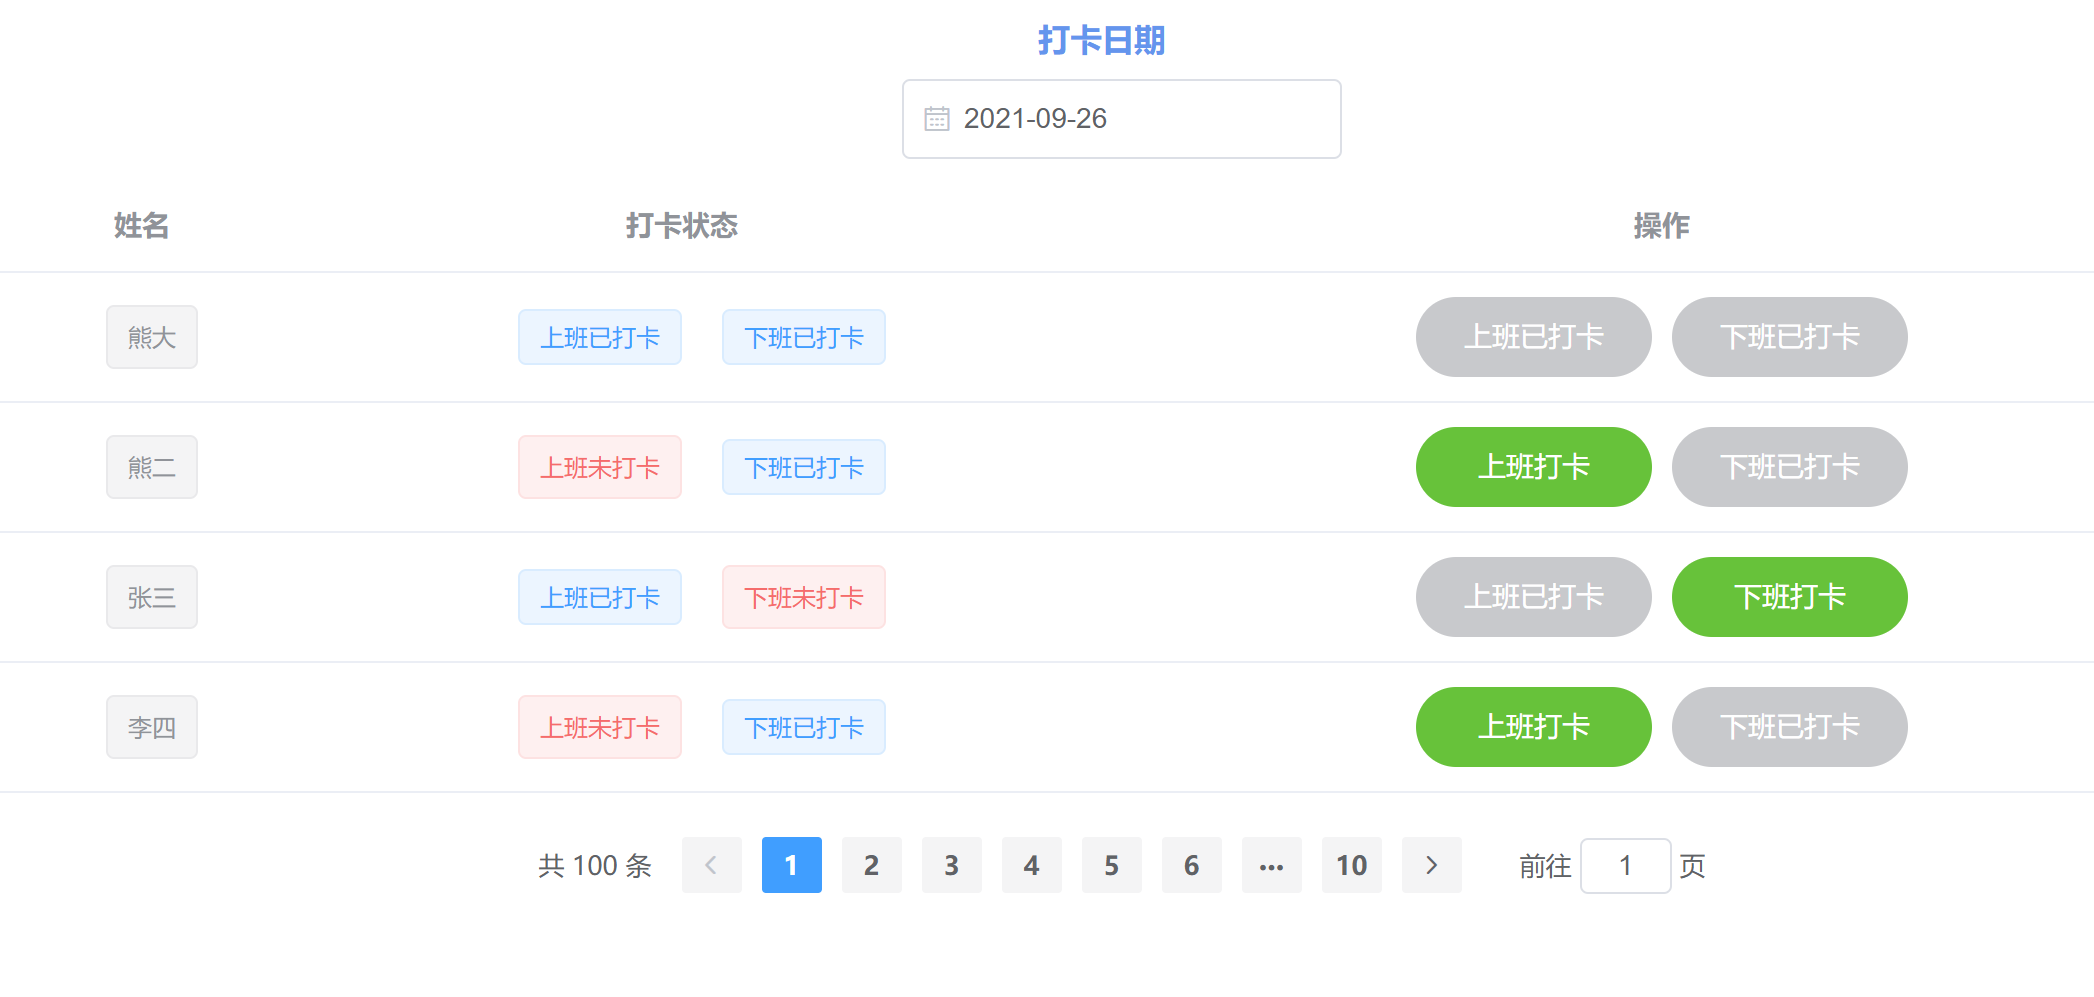 打卡日期
2021-09-26
姓名 打卡状态 操作
熊大 上班已打卡 下班已打卡 上班已打卡 下班已打卡
熊二 上班未打卡 下班已打卡 上班打卡 下班已打卡
张三 上班已打卡 下班未打卡 上班已打卡 下班打卡
李四 上班未打卡 下班已打卡 上班打卡 下班已打卡
共 100 条 1 2 3 4 5 6 ... 10 前往 1 页